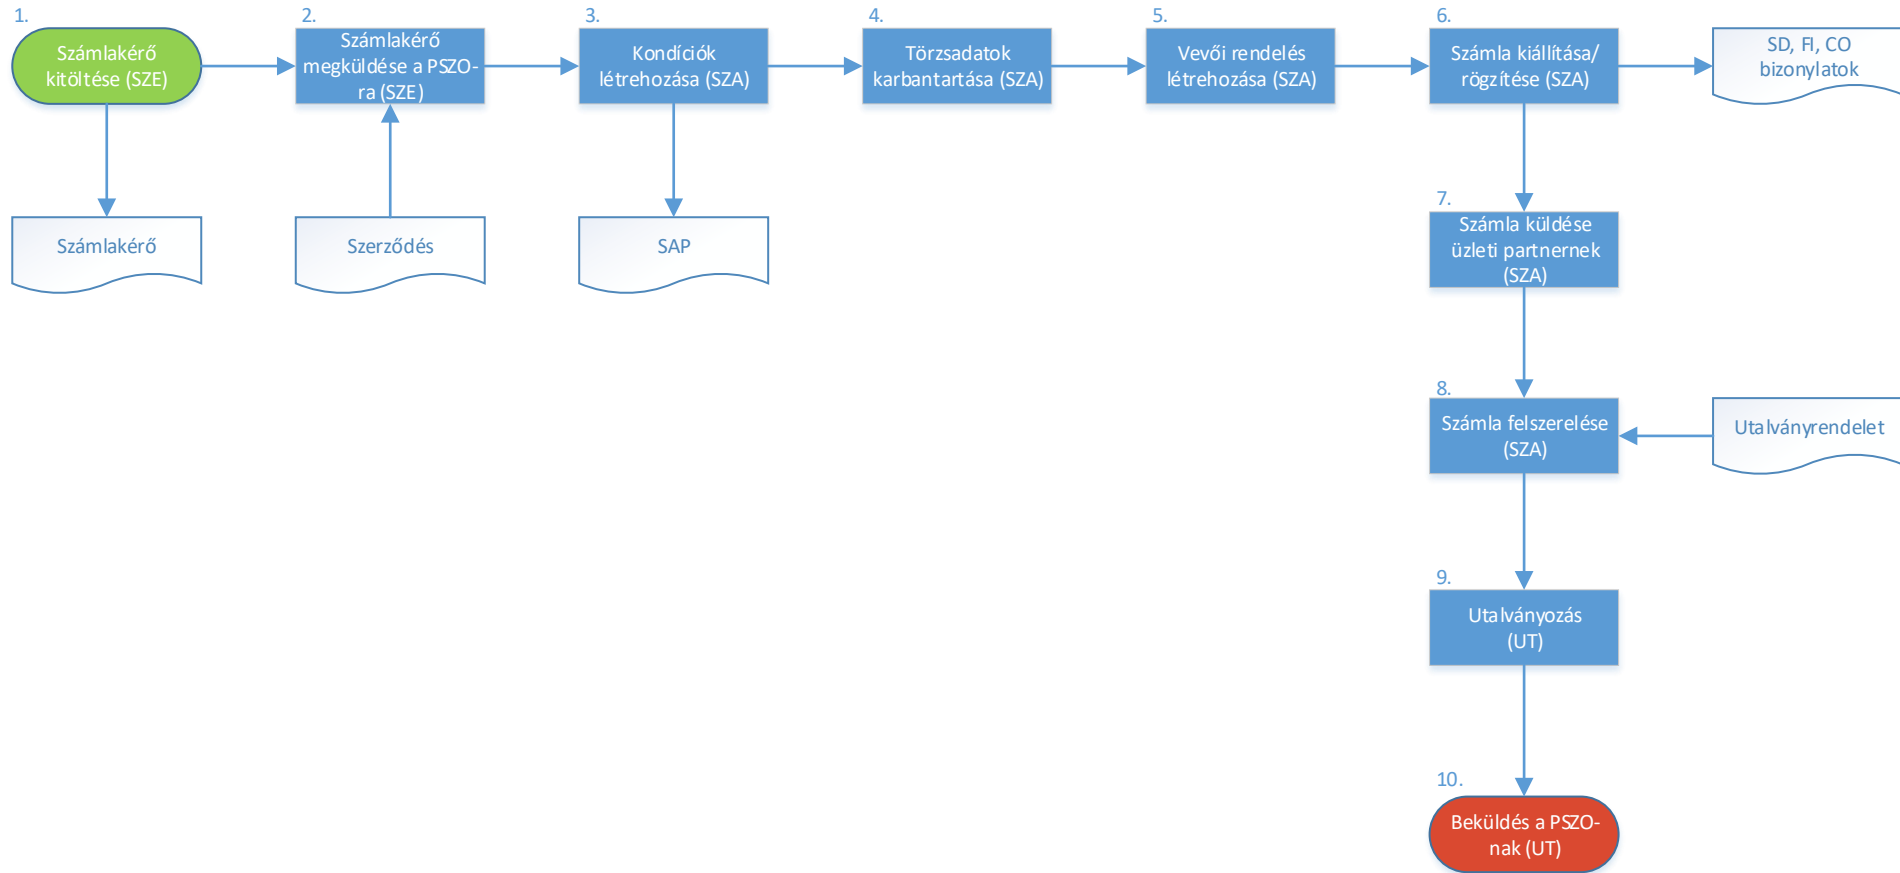 1.
Számlakérő
kitöltése (SZE)
2.
Számlakérő
megküldése a PSZO-
ra (SZE)
3.
Kondíciók
létrehozása (SZA)
4.
Törzsadatok
karbantartása (SZA)
5.
Vevői rendelés
létrehozása (SZA)
6.
Számla kiállítása/
rögzítése (SZA)
SD, FI, CO
bizonylatok
Számlakérő
Szerződés
SAP
7.
Számla küldése
üzleti partnernek
(SZA)
8.
Számla felszerelése
(SZA)
Utalványrendelet
9.
Utalványozás
(UT)
10.
Beküldés a PSZO-
nak (UT)